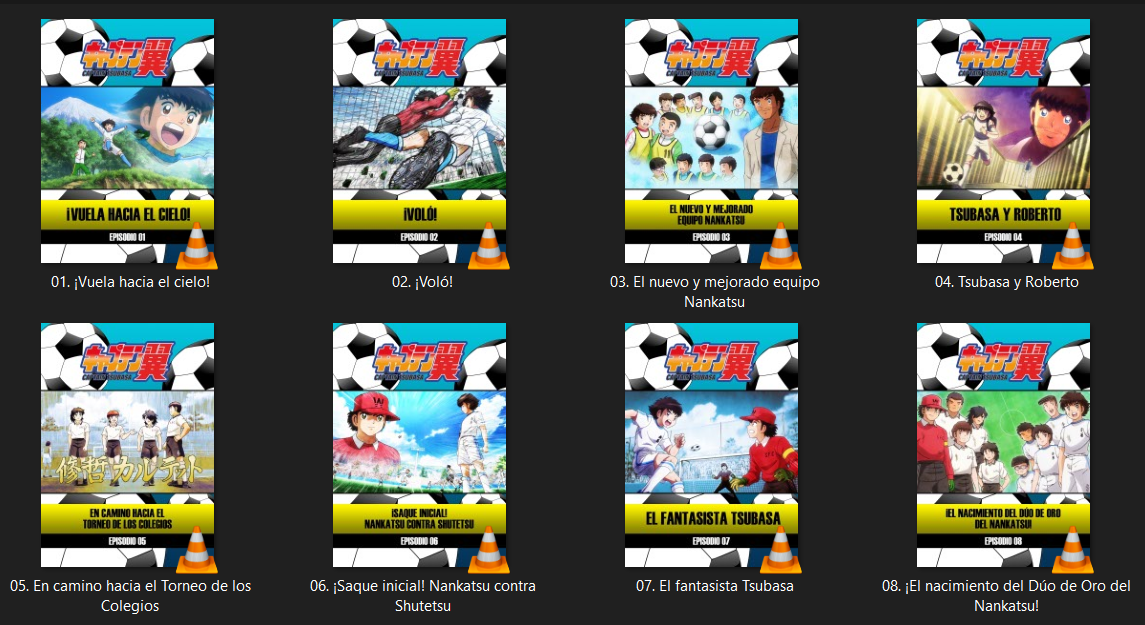 キャプテン翼
CAPTAIN TSUBASA
¡VUELA HACIA EL CIELO!
EPISODIO 01
01. ¡Vuela hacia el cielo!
キャプテン翼
CAPTAIN TSUBASA
¡VOLÓ!
EPISODIO 02
02. ¡Voló!
キャプテン翼
CAPTAIN TSUBASA
EL NUEVO Y MEJORADO
EQUIPO NANKATSU
EPISODIO 03
03. El nuevo y mejorado equipo
Nankatsu
キャプテン翼
CAPTAIN TSUBASA
TSUBASA Y ROBERTO
EPISODIO 04
04. Tsubasa y Roberto
キャプテン翼
CAPTAIN TSUBASA
修哲カルテット
EN CAMINO HACIA EL
TORNEO DE LOS COLEGIOS
EPISODIO 05
05. En camino hacia el Torneo de los
Colegios
キャプテン翼
CAPTAIN TSUBASA
¡SAQUE INICIAL!
NANKATSU CONTRA SHUTETSU
EPISODIO 06
06. ¡Saque inicial! Nankatsu contra
Shutetsu
キャプテン翼
CAPTAIN TSUBASA
EL FANTASISTA TSUBASA
EPISODIO 07
07. El fantasista Tsubasa
キャプテン翼
CAPTAIN TSUBASA
¡EL NACIMIENTO DEL DÚO DE ORO
DEL NANKATSU!
EPISODIO 08
08. ¡El nacimiento del Dúo de Oro del
Nankatsu!